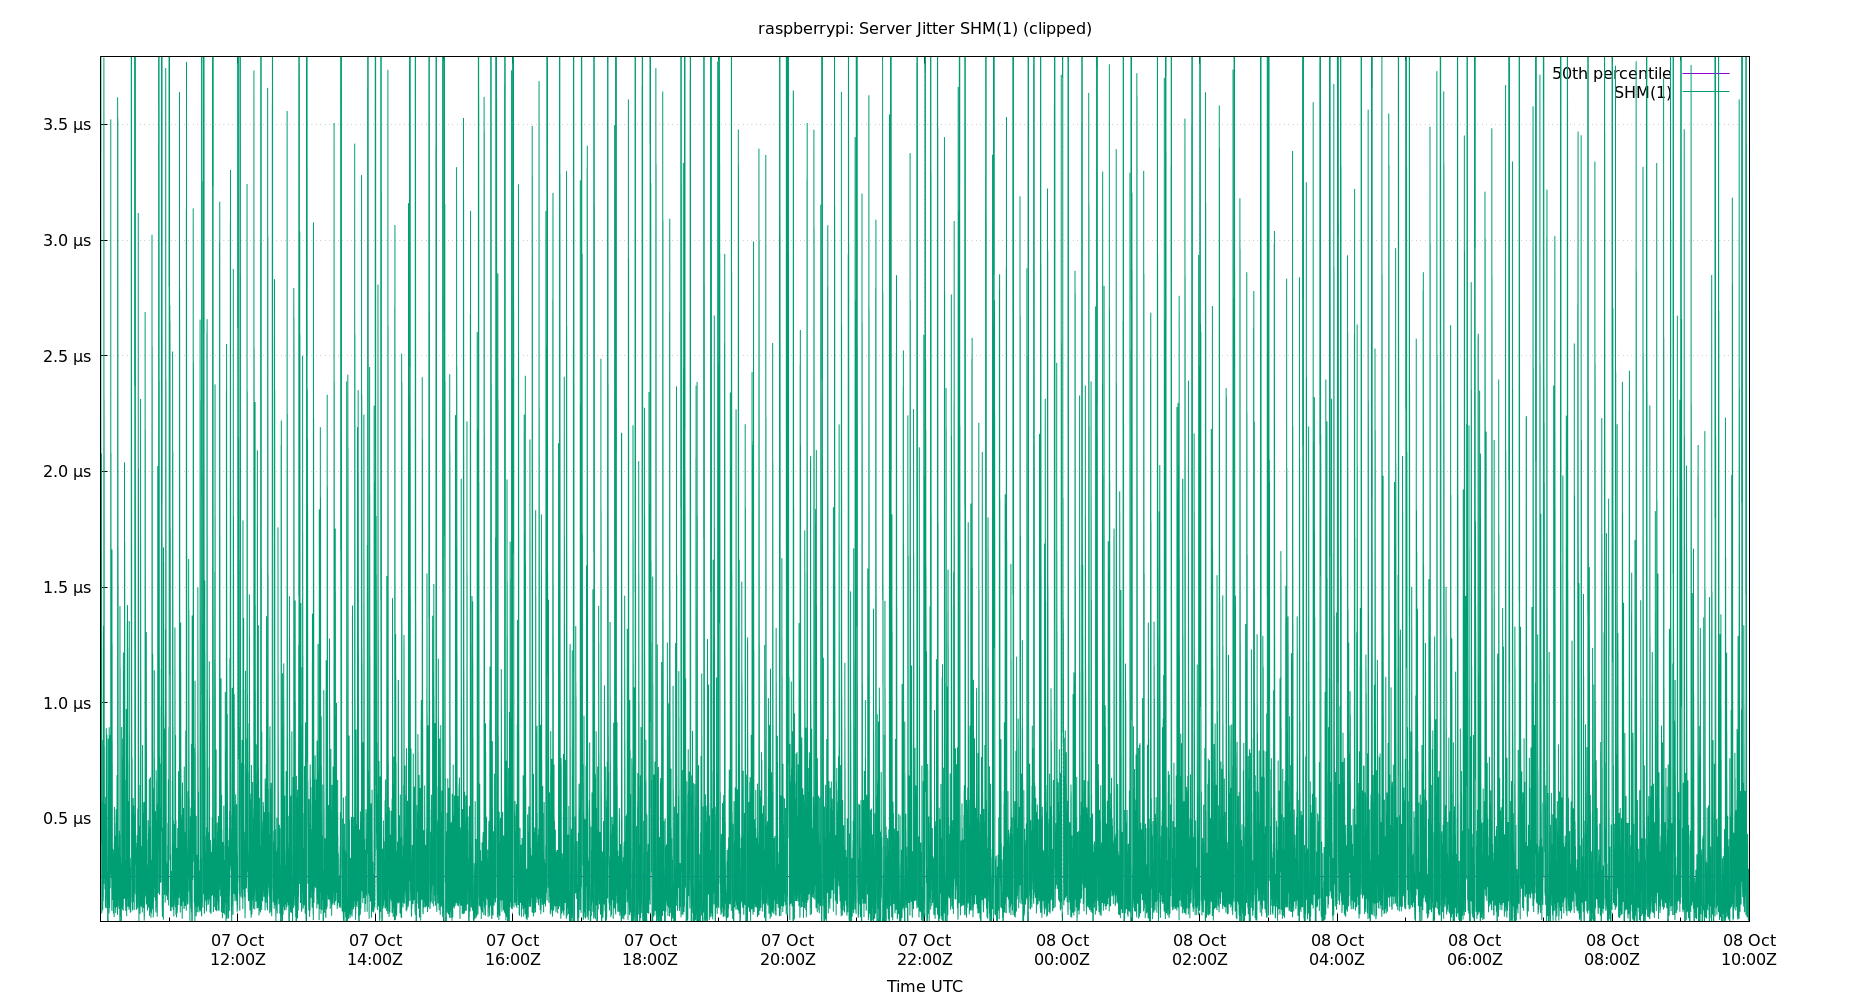 raspberrypi: Server Jitter SHM(1) (clipped)
50th percentile
SHM(1)
3.5 µs
3.0 µs
2.5 µs
2.0 µs
1.5 µs
1.0 µs
0.5 µs
07 Oct 07 Oct 07 Oct 07 Oct 07 Oct 07 Oct 08 Oct 08 Oct 08 Oct 08 Oct 08 Oct 08 Oct
12:00Z 14:00Z 16:00Z 18:00Z 20:00Z 22:00Z 00:00Z 02:00Z 04:00Z 06:00Z 08:00Z 10:00Z
Time UTC